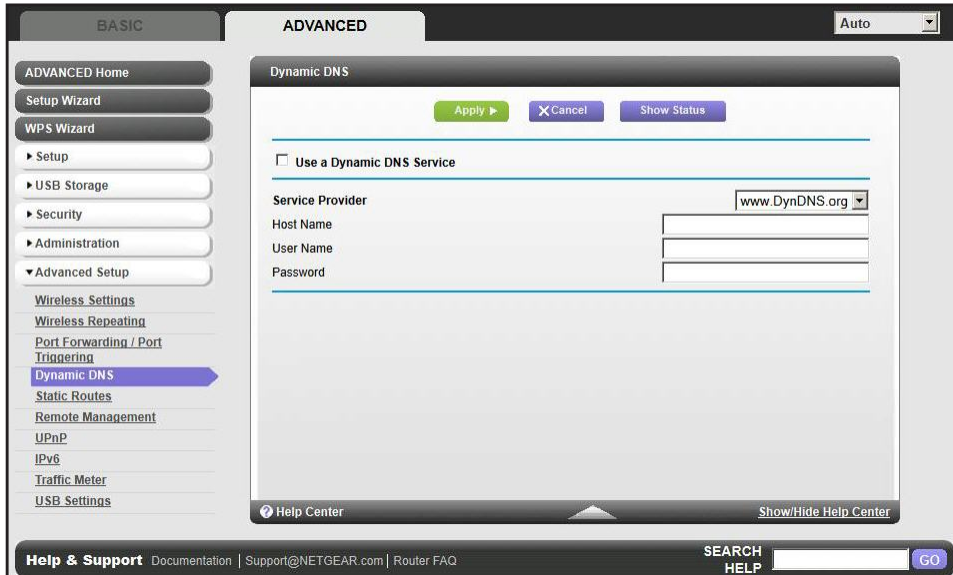 BASIC
ADVANCED
Auto
ADVANCED Home
Setup Wizard
WPS Wizard
Setup
USB Storage
Security
Administration
Advanced Setup
Wireless Settings
Wireless Repeating
Port Forwarding / Port
Triggering
Dynamic DNS
Static Routes
Remote Management
UPnP
IPv6
Traffic Meter
USB Settings
Dynamic DNS
Apply
Cancel
Show Status
Use a Dynamic DNS Service
Service Provider
www.DynDNS.org
Host Name
User Name
Password
Help Center
Show/Hide Help Center
Help & Support Documentation | Support@NETGEAR.com | Router FAQ
SEARCH
HELP
GO